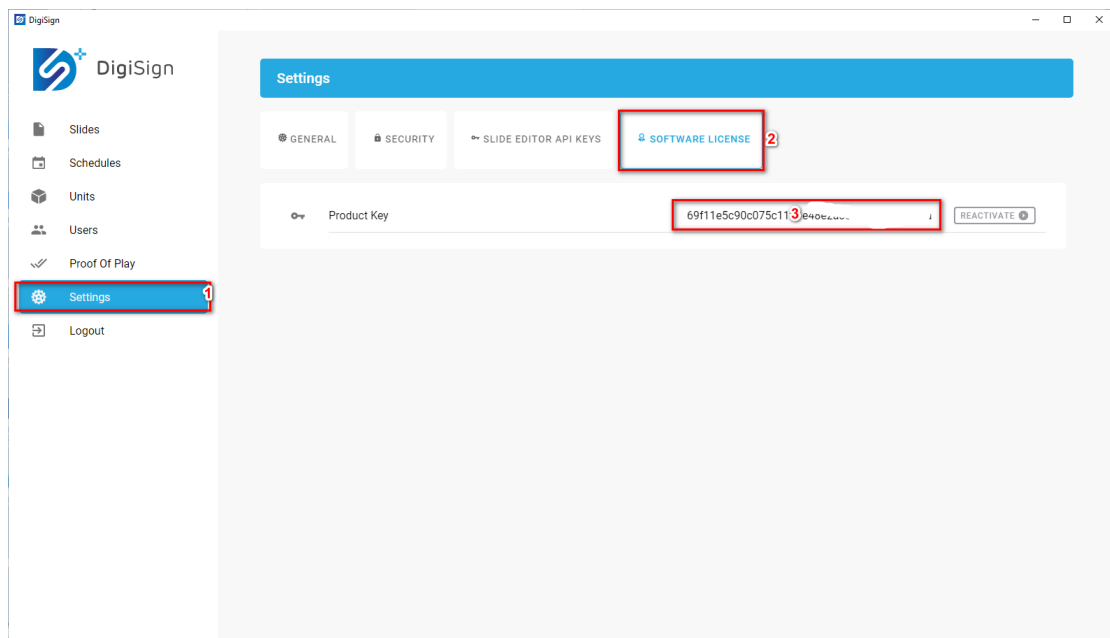 DigiSign
DigiSign
Settings
Slides
Schedules
Units
Users
Proof Of Play
Settings 1
Logout
GENERAL
SECURITY
SLIDE EDITOR API KEYS
SOFTWARE LICENSE 2
Product Key
3
REACTIVATE